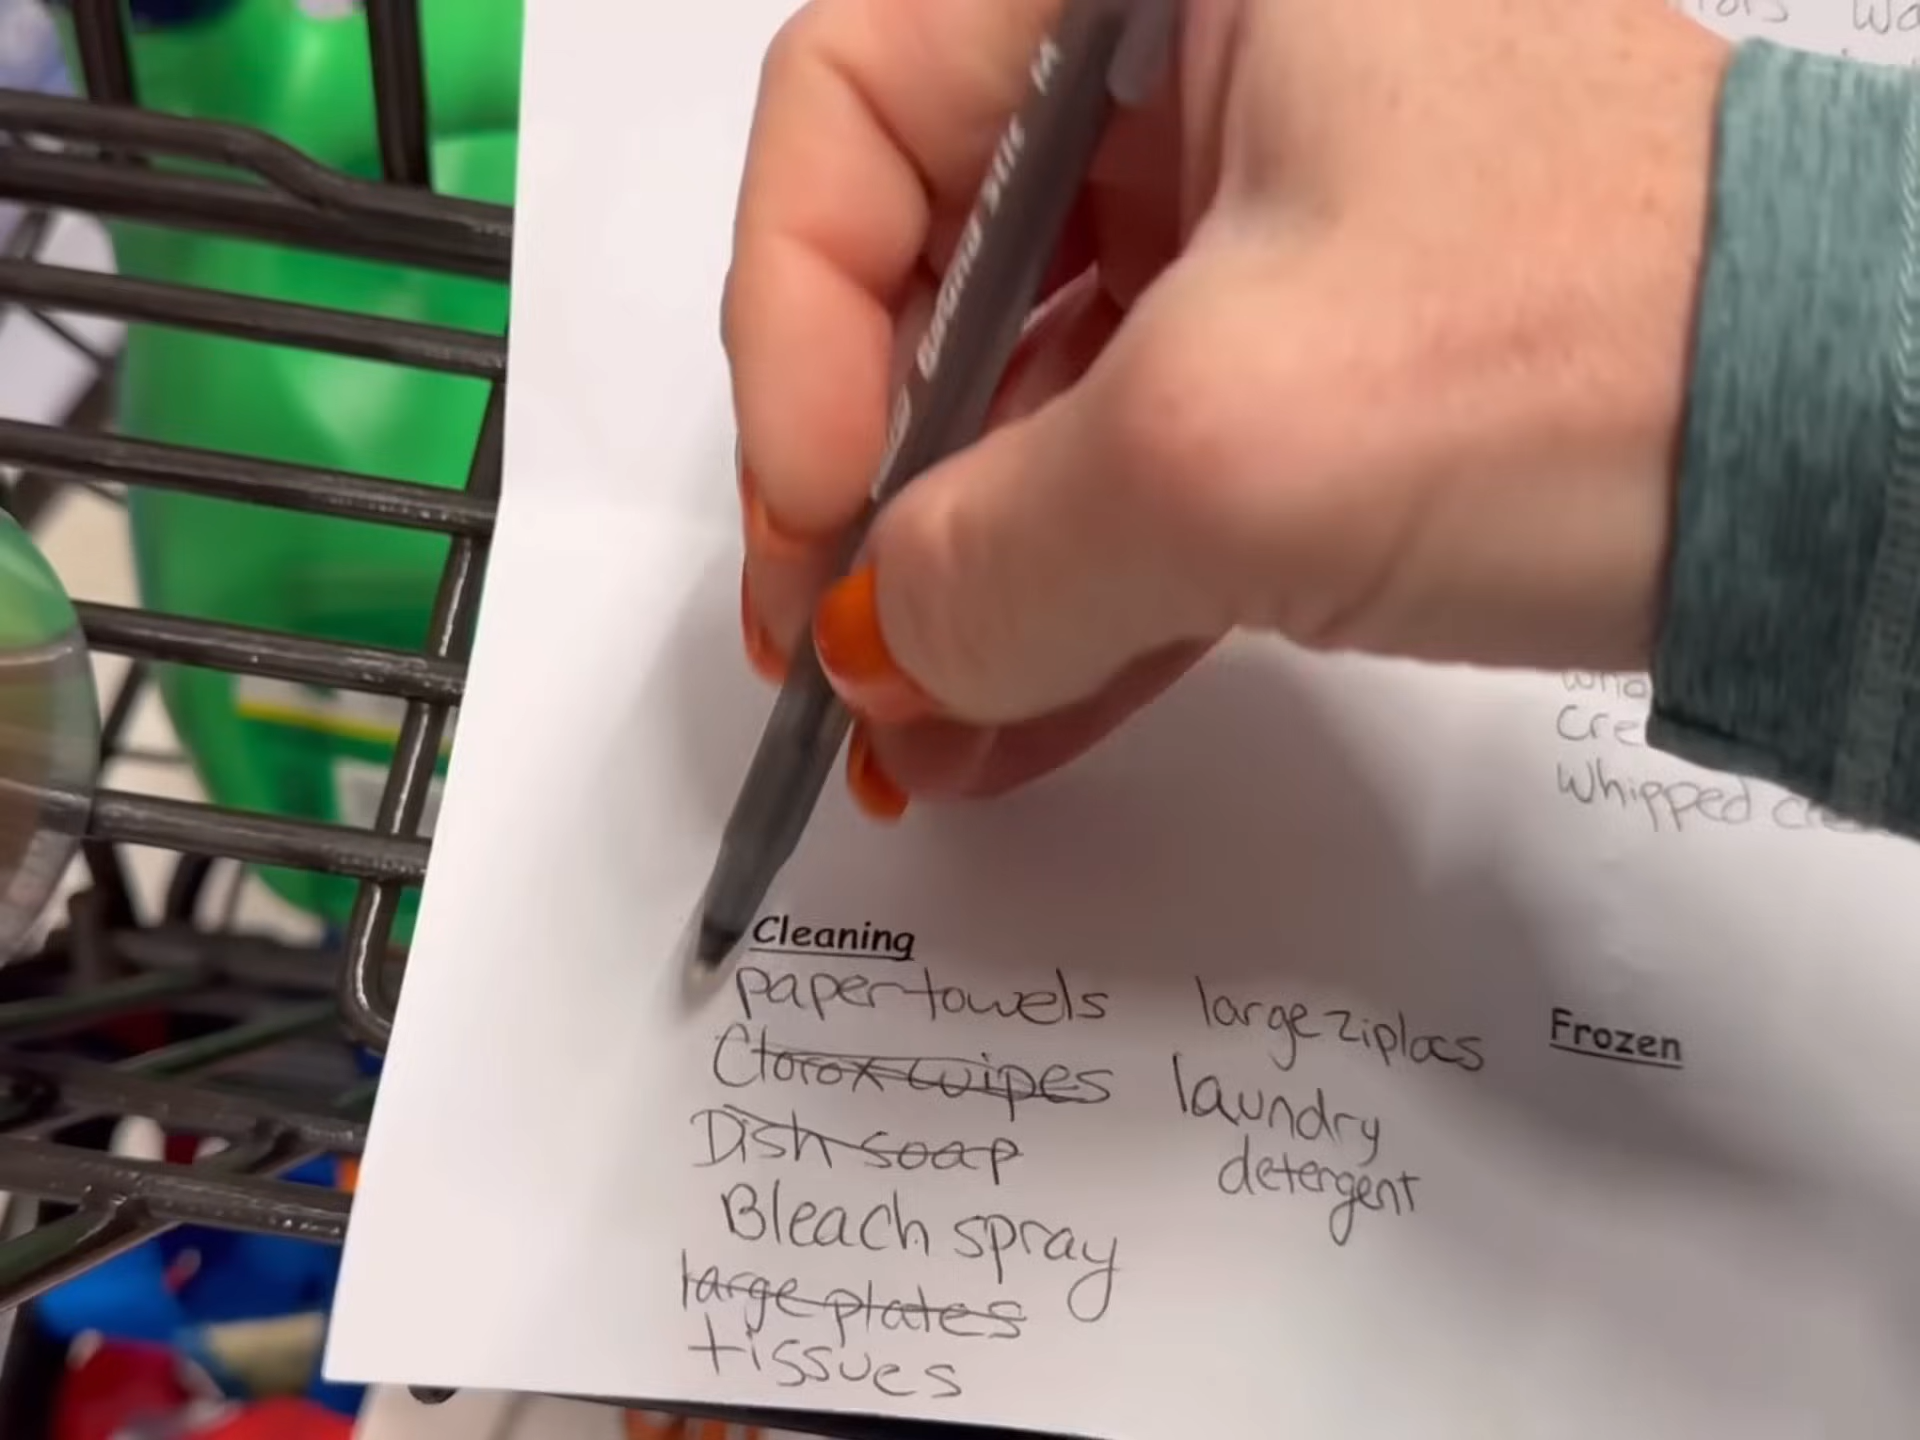 Cleaning
paper towels
Clorox wipes
Dish soap
Bleach spray
large plates
tissues
large ziplocs
laundry
detergent
Whipped
Frozen